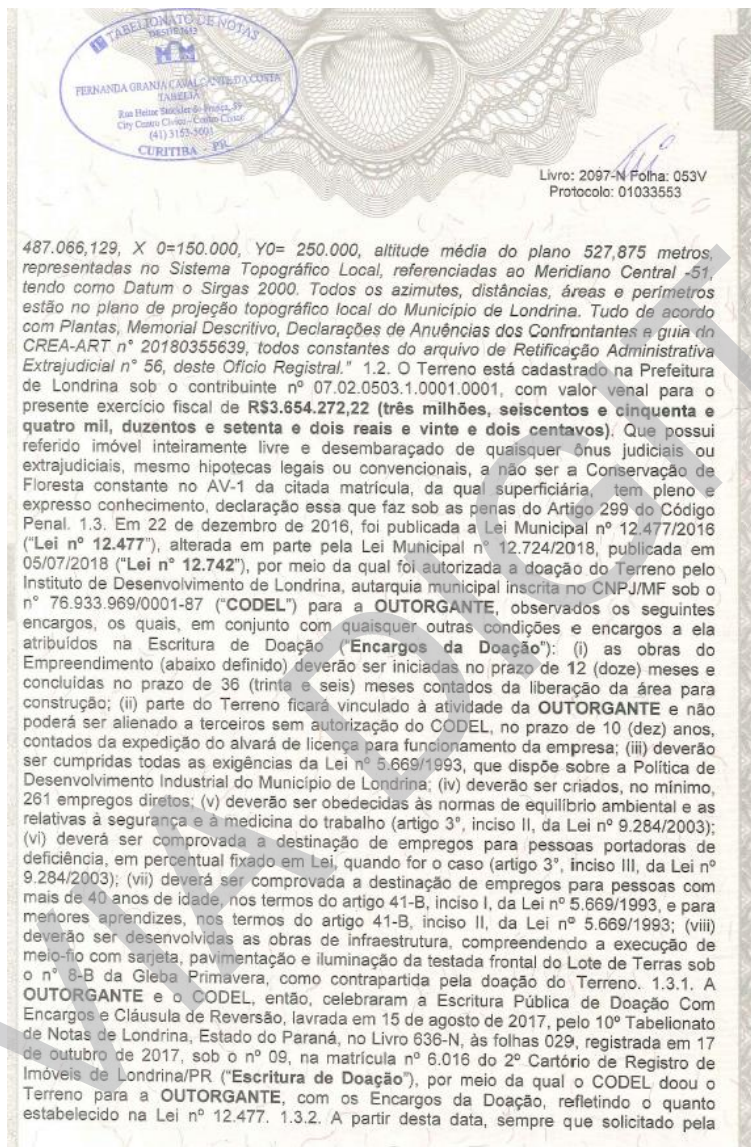 1º TABELIONATO DE NOTAS
DESDE 1653
FERNANDA GRANJA CAVALCANTE DA COSTA
TABELIÃ
Rua Heitor Stockler de França, 59
City Centro Cívico - Centro Cívico
(41) 3153-5003
CURITIBA - PR
Livro: 2097-N Folha: 053V
Protocolo: 01033553
487.066,129, X 0=150.000, Y0= 250.000, altitude média do plano 527,875 metros,
representadas no Sistema Topográfico Local, referenciadas ao Meridiano Central -51,
tendo como Datum o Sirgas 2000. Todos os azimutes, distâncias, áreas e perímetros
estão no plano de projeção topográfico local do Município de Londrina. Tudo de acordo
com Plantas, Memorial Descritivo, Declarações de Anuências dos Confrontantes e guia do
CREA-ART n° 20180355639, todos constantes do arquivo de Retificação Administrativa
Extrajudicial n° 56, deste Ofício Registral." 1.2. O Terreno está cadastrado na Prefeitura
de Londrina sob o contribuinte nº 07.02.0503.1.0001.0001, com valor venal para o
presente exercício fiscal de R$3.654.272,22 (três milhões, seiscentos e cinquenta e
quatro mil, duzentos e setenta e dois reais e vinte e dois centavos). Que possui
referido imóvel inteiramente livre e desembaraçado de quaisquer ônus judiciais ou
extrajudiciais, mesmo hipotecas legais ou convencionais, a não ser a Conservação de
Floresta constante no AV-1 da citada matrícula, da qual superficiária, tem pleno e
expresso conhecimento, declaração essa que faz sob as penas do Artigo 299 do Código
Penal. 1.3. Em 22 de dezembro de 2016, foi publicada a Lei Municipal nº 12.477/2016
("Lei nº 12.477"), alterada em parte pela Lei Municipal n° 12.724/2018, publicada em
05/07/2018 ("Lei n° 12.742"), por meio da qual foi autorizada a doação do Terreno pelo
Instituto de Desenvolvimento de Londrina, autarquia municipal inscrita no CNPJ/MF sob o
n° 76.933.969/0001-87 ("CODEL") para a OUTORGANTE, observados os seguintes
encargos, os quais, em conjunto com quaisquer outras condições e encargos a ela
atribuídos na Escritura de Doação ("Encargos da Doação"): (i) as obras do
Empreendimento (abaixo definido) deverão ser iniciadas no prazo de 12 (doze) meses e
concluídas no prazo de 36 (trinta e seis) meses contados da liberação da área para
construção; (ii) parte do Terreno ficará vinculado à atividade da OUTORGANTE e não
poderá ser alienado a terceiros sem autorização do CODEL, no prazo de 10 (dez) anos,
contados da expedição do alvará de licença para funcionamento da empresa; (iii) deverão
ser cumpridas todas as exigências da Lei nº 5.669/1993, que dispõe sobre a Política de
Desenvolvimento Industrial do Município de Londrina; (iv) deverão ser criados, no mínimo,
261 empregos diretos; (v) deverão ser obedecidas às normas de equilíbrio ambiental e as
relativas à segurança e à medicina do trabalho (artigo 3°, inciso II, da Lei nº 9.284/2003);
(vi) deverá ser comprovada a destinação de empregos para pessoas portadoras de
deficiência, em percentual fixado em Lei, quando for o caso (artigo 3°, inciso III, da Lei nº
9.284/2003); (vii) deverá ser comprovada a destinação de empregos para pessoas com
mais de 40 anos de idade, nos termos do artigo 41-B, inciso I, da Lei nº 5.669/1993, e para
menores aprendizes, nos termos do artigo 41-B, inciso II, da Lei nº 5.669/1993; (viii)
deverão ser desenvolvidas as obras de infraestrutura, compreendendo a execução de
meio-fio com sarjeta, pavimentação e iluminação da testada frontal do Lote de Terras sob
o n° 8-B da Gleba Primavera, como contrapartida pela doação do Terreno. 1.3.1. A
OUTORGANTE e o CODEL, então, celebraram a Escritura Pública de Doação Com
Encargos e Cláusula de Reversão, lavrada em 15 de agosto de 2017, pelo 10º Tabelionato
de Notas de Londrina, Estado do Paraná, no Livro 636-N, às folhas 029, registrada em 17
de outubro de 2017, sob o nº 09, na matrícula nº 6.016 do 2º Cartório de Registro de
Imóveis de Londrina/PR ("Escritura de Doação"), por meio da qual o CODEL doou o
Terreno para a OUTORGANTE, com os Encargos da Doação, refletindo o quanto
estabelecido na Lei nº 12.477. 1.3.2. A partir desta data, sempre que solicitado pela
VIA DIGIT